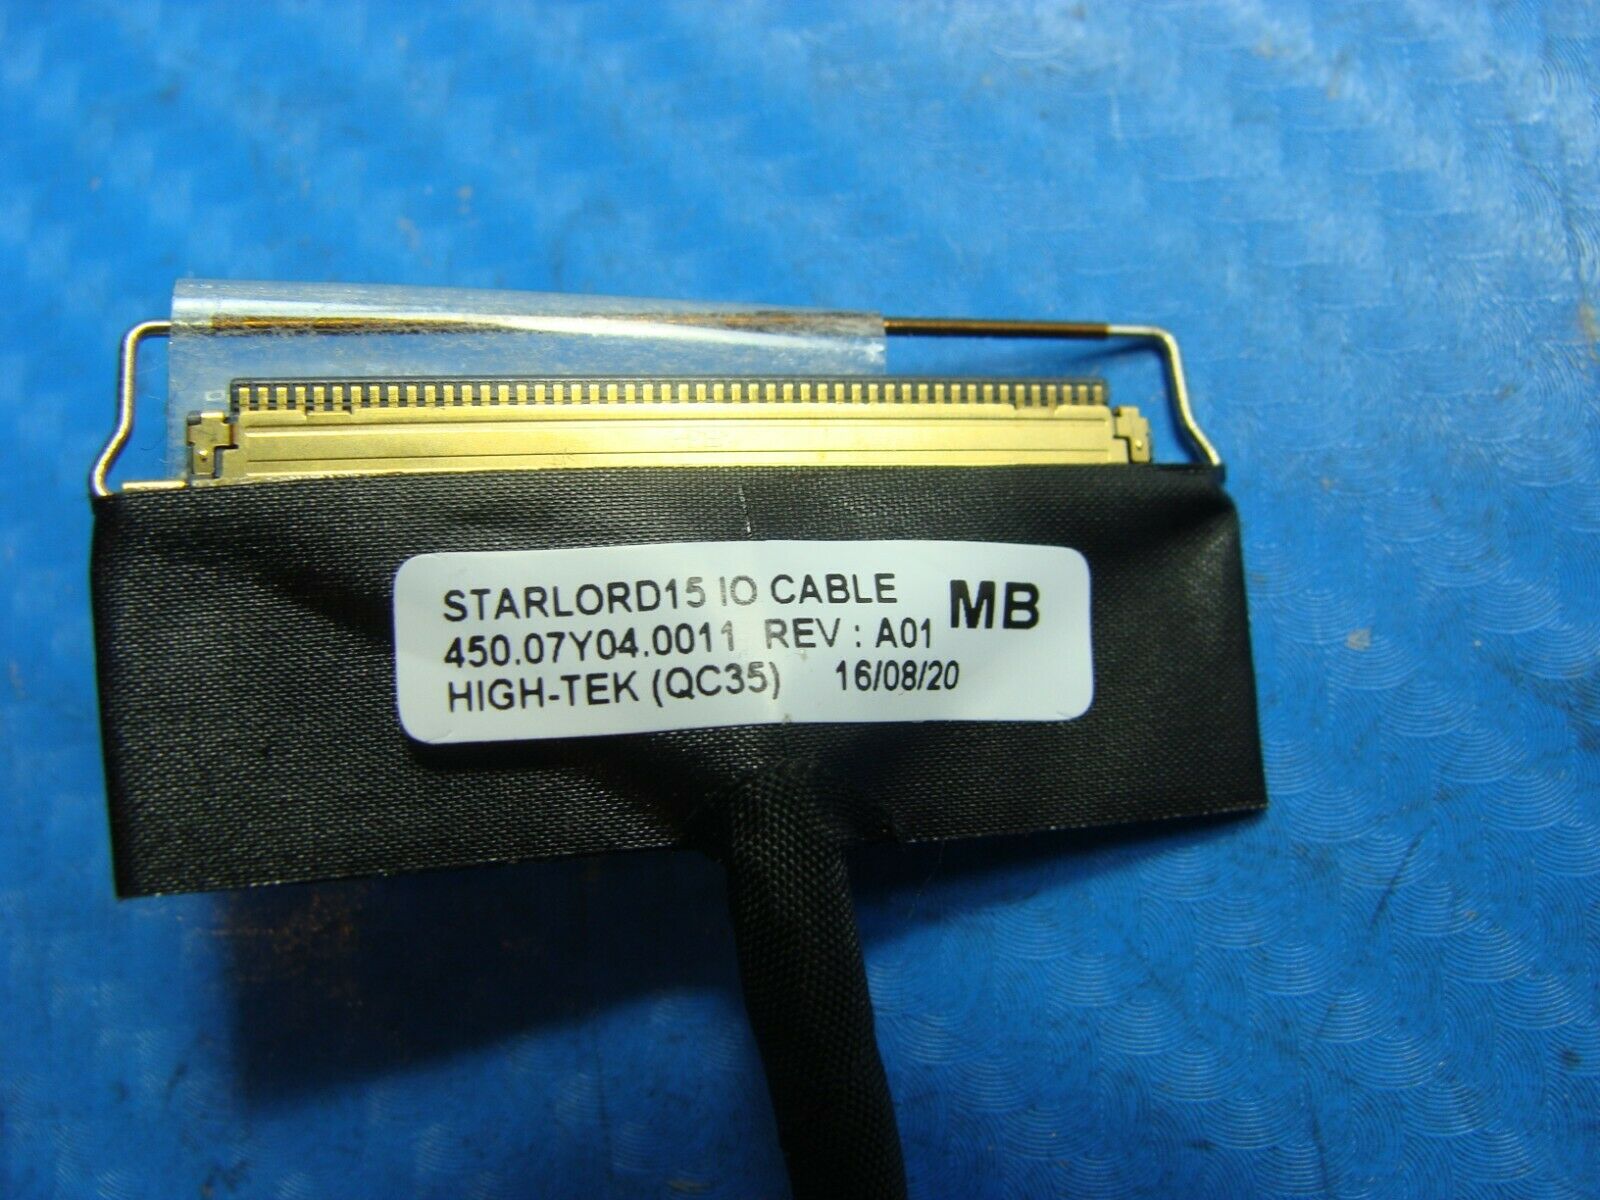 STARLORD15 IO CABLE MB
450.07Y04.0011 REV : A01
HIGH-TEK (QC35) 16/08/20